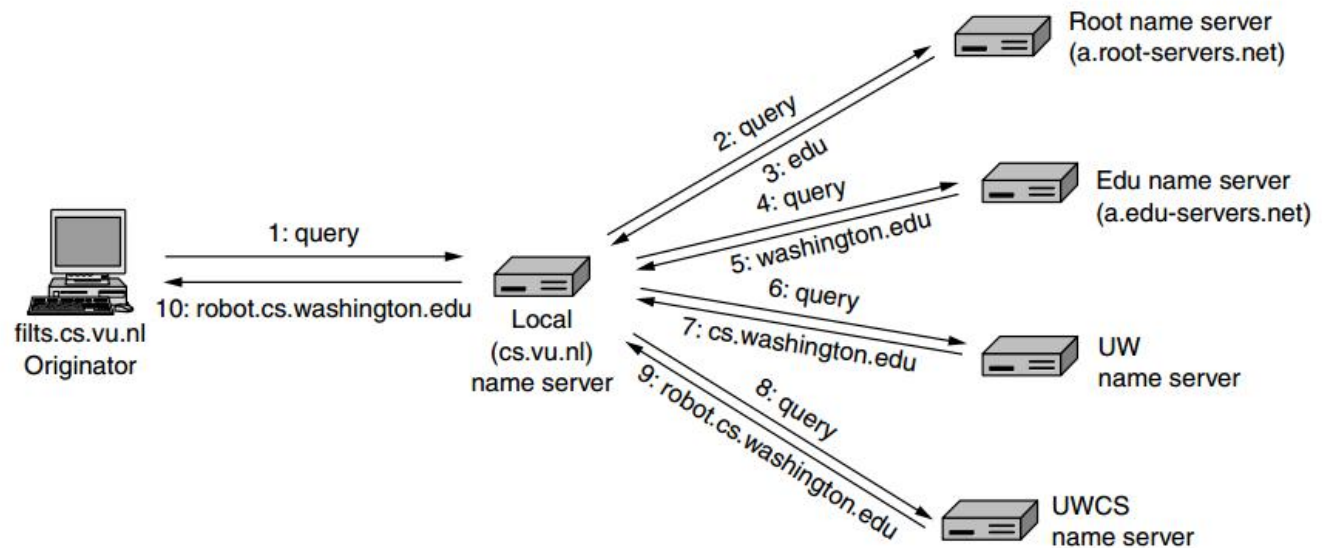 Root name server
(a.root-servers.net)
2: query
3: edu
4: query
5: washington.edu
Edu name server
(a.edu-servers.net)
1: query
10: robot.cs.washington.edu
filts.cs.vu.nl
Originator
Local
(cs.vu.nl)
name server
6: query
7: cs.washington.edu
UW
name server
8: query
9: robot.cs.washington.edu
UWCS
name server